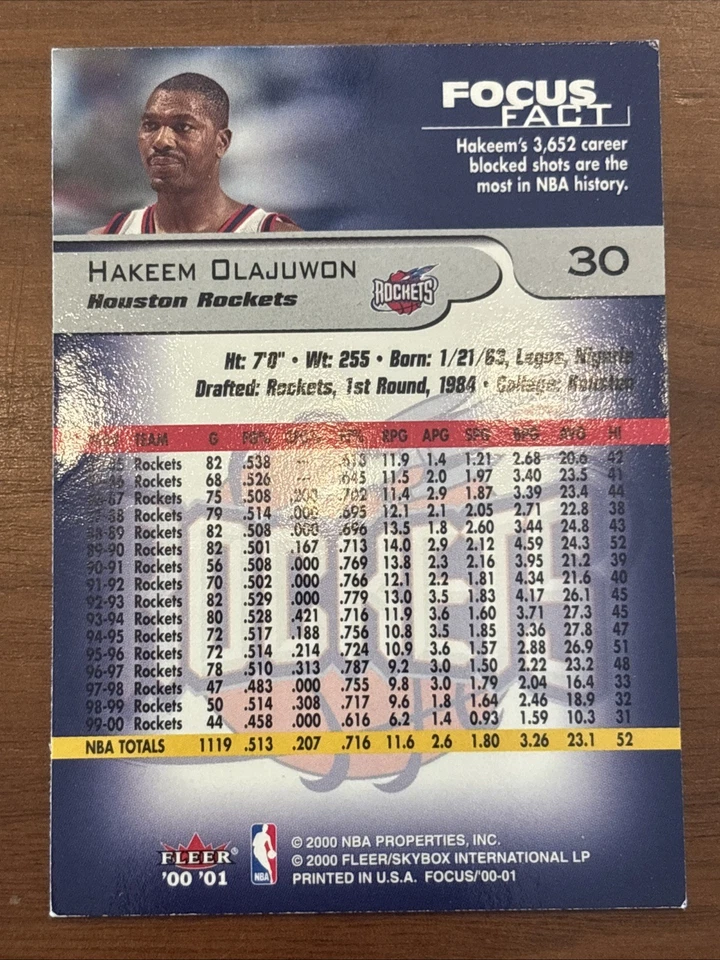 FOCUS
FACT
Hakeem's 3,652 career
blocked shots are the
most in NBA history.
30
HAKEEM OLAJUWON
Houston Rockets
ROCKETS
Ht: 7'0" • Wt: 255 • Born: 1/21/63, Lagos, Nigeria
Drafted: Rockets, 1st Round, 1984 • College: Houston
TEAM G FG% FT% RPG APG SPG BPG AVG HI
Rockets 82 .538 --- .613 11.9 1.4 1.21 2.68 20.6 42
Rockets 68 .526 --- .645 11.5 2.0 1.97 3.40 23.5 41
86-87 Rockets 75 .508 .200 .702 11.4 2.9 1.87 3.39 23.4 44
87-88 Rockets 79 .514 .000 .695 12.1 2.1 2.05 2.71 22.8 38
88-89 Rockets 82 .508 .000 .696 13.5 1.8 2.60 3.44 24.8 43
89-90 Rockets 82 .501 .167 .713 14.0 2.9 2.12 4.59 24.3 52
90-91 Rockets 56 .508 .000 .769 13.8 2.3 2.16 3.95 21.2 39
91-92 Rockets 70 .502 .000 .766 12.1 2.2 1.81 4.34 21.6 40
92-93 Rockets 82 .529 .000 .779 13.0 3.5 1.83 4.17 26.1 45
93-94 Rockets 80 .528 .421 .716 11.9 3.6 1.60 3.71 27.3 45
94-95 Rockets 72 .517 .188 .756 10.8 3.5 1.85 3.36 27.8 47
95-96 Rockets 72 .514 .214 .724 10.9 3.6 1.57 2.88 26.9 51
96-97 Rockets 78 .510 .313 .787 9.2 3.0 1.50 2.22 23.2 48
97-98 Rockets 47 .483 .000 .755 9.8 3.0 1.79 2.04 16.4 33
98-99 Rockets 50 .514 .308 .717 9.6 1.8 1.64 2.46 18.9 32
99-00 Rockets 44 .458 .000 .616 6.2 1.4 0.93 1.59 10.3 31
NBA TOTALS 1119 .513 .207 .716 11.6 2.6 1.80 3.26 23.1 52
FLEER
'00 '01
NBA
© 2000 NBA PROPERTIES, INC.
© 2000 FLEER/SKYBOX INTERNATIONAL LP
PRINTED IN U.S.A. FOCUS/'00-01